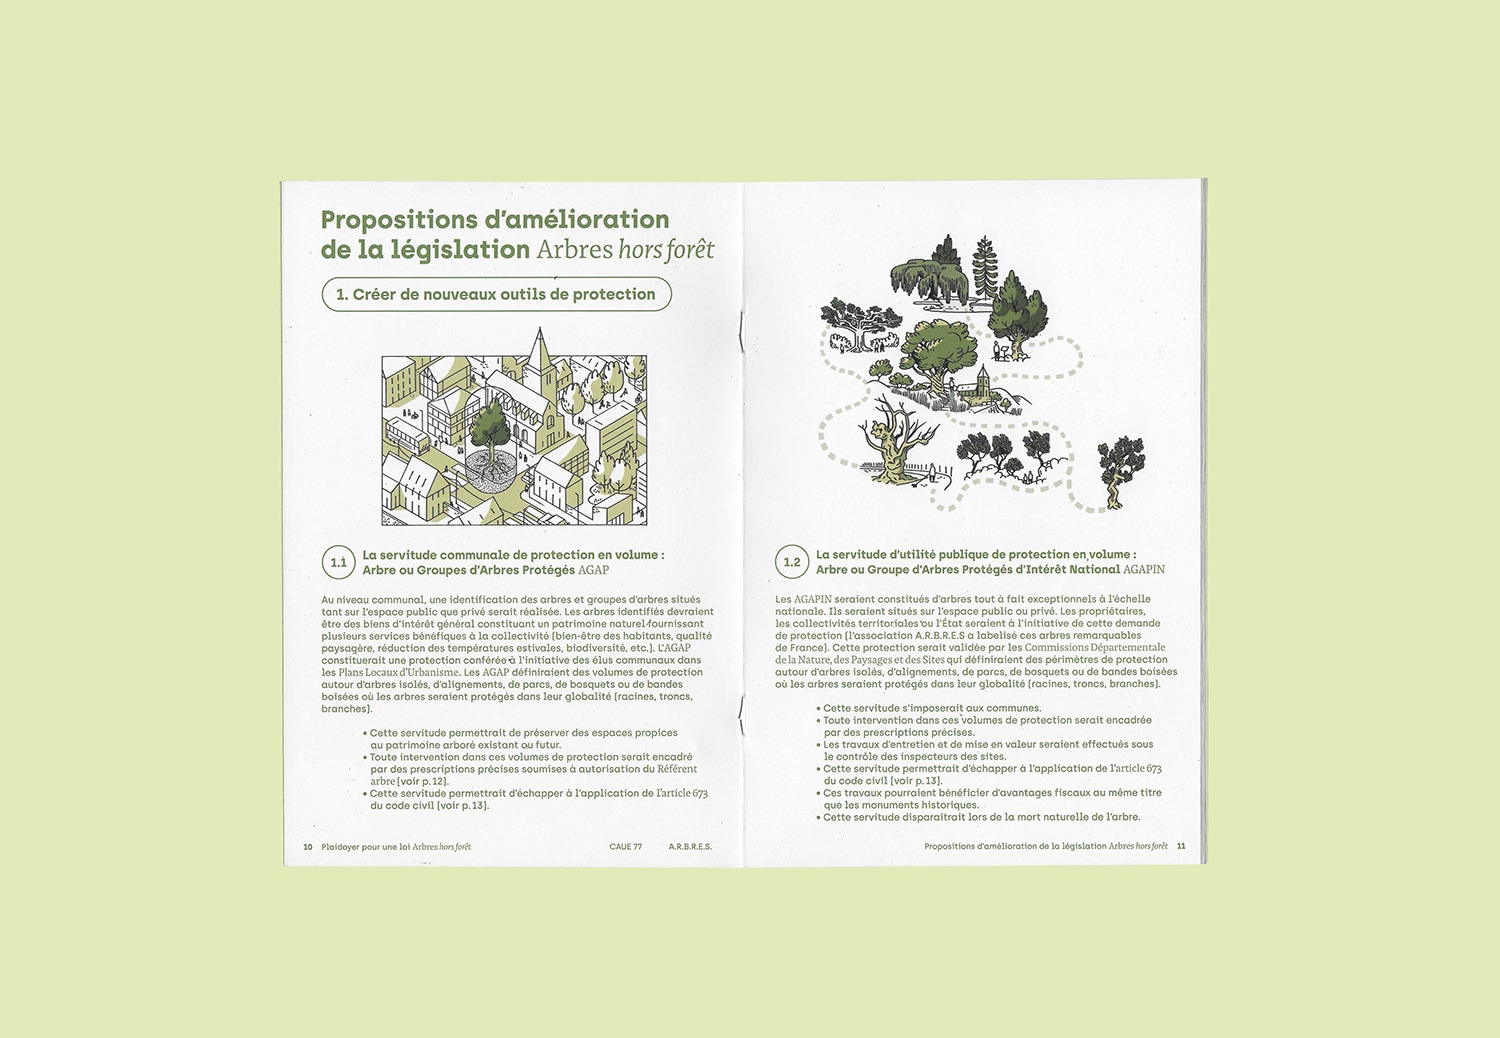 Propositions d'amélioration
de la législation Arbres hors forêt
1. Créer de nouveaux outils de protection
1.1
La servitude communale de protection en volume :
Arbre ou Groupes d'Arbres Protégés AGAP
Au niveau communal, une identification des arbres et groupes d'arbres situés
tant sur l'espace public que privé serait réalisée. Les arbres identifiés devraient
être des biens d'intérêt général constituant un patrimoine naturel fournissant
plusieurs services bénéfiques à la collectivité (bien-être des habitants, qualité
paysagère, réduction des températures estivales, biodiversité, etc.). L'AGAP
constituerait une protection conférée à l'initiative des élus communaux dans
les Plans Locaux d'Urbanisme. Les AGAP définiraient des volumes de protection
autour d'arbres isolés, d'alignements, de parcs, de bosquets ou de bandes
boisées où les arbres seraient protégés dans leur globalité (racines, troncs,
branches).
• Cette servitude permettrait de préserver des espaces propices
au patrimoine arboré existant ou futur.
• Toute intervention dans ces volumes de protection serait encadré
par des prescriptions précises soumises à autorisation du Référent
arbre (voir p.12).
• Cette servitude permettrait d'échapper à l'application de l'article 673
du code civil (voir p.13).
10 Plaidoyer pour une loi Arbres hors forêt CAUE 77 A.R.B.R.E.S.
1.2
La servitude d'utilité publique de protection en volume :
Arbre ou Groupe d'Arbres Protégés d'Intérêt National AGAPIN
Les AGAPIN seraient constitués d'arbres tout à fait exceptionnels à l'échelle
nationale. Ils seraient situés sur l'espace public ou privé. Les propriétaires,
les collectivités territoriales ou l'État seraient à l'initiative de cette demande
de protection (l'association A.R.B.R.E.S a labelisé ces arbres remarquables
de France). Cette protection serait validée par les Commissions Départementale
de la Nature, des Paysages et des Sites qui définiraient des périmètres de protection
autour d'arbres isolés, d'alignements, de parcs, de bosquets ou de bandes boisées
où les arbres seraient protégés dans leur globalité (racines, troncs, branches).
• Cette servitude s'imposerait aux communes.
• Toute intervention dans ces volumes de protection serait encadrée
par des prescriptions précises.
• Les travaux d'entretien et de mise en valeur seraient effectués sous
le contrôle des inspecteurs des sites.
• Cette servitude permettrait d'échapper à l'application de l'article 673
du code civil (voir p.13).
• Ces travaux pourraient bénéficier d'avantages fiscaux au même titre
que les monuments historiques.
• Cette servitude disparaitrait lors de la mort naturelle de l'arbre.
Propositions d'amélioration de la législation Arbres hors forêt 11